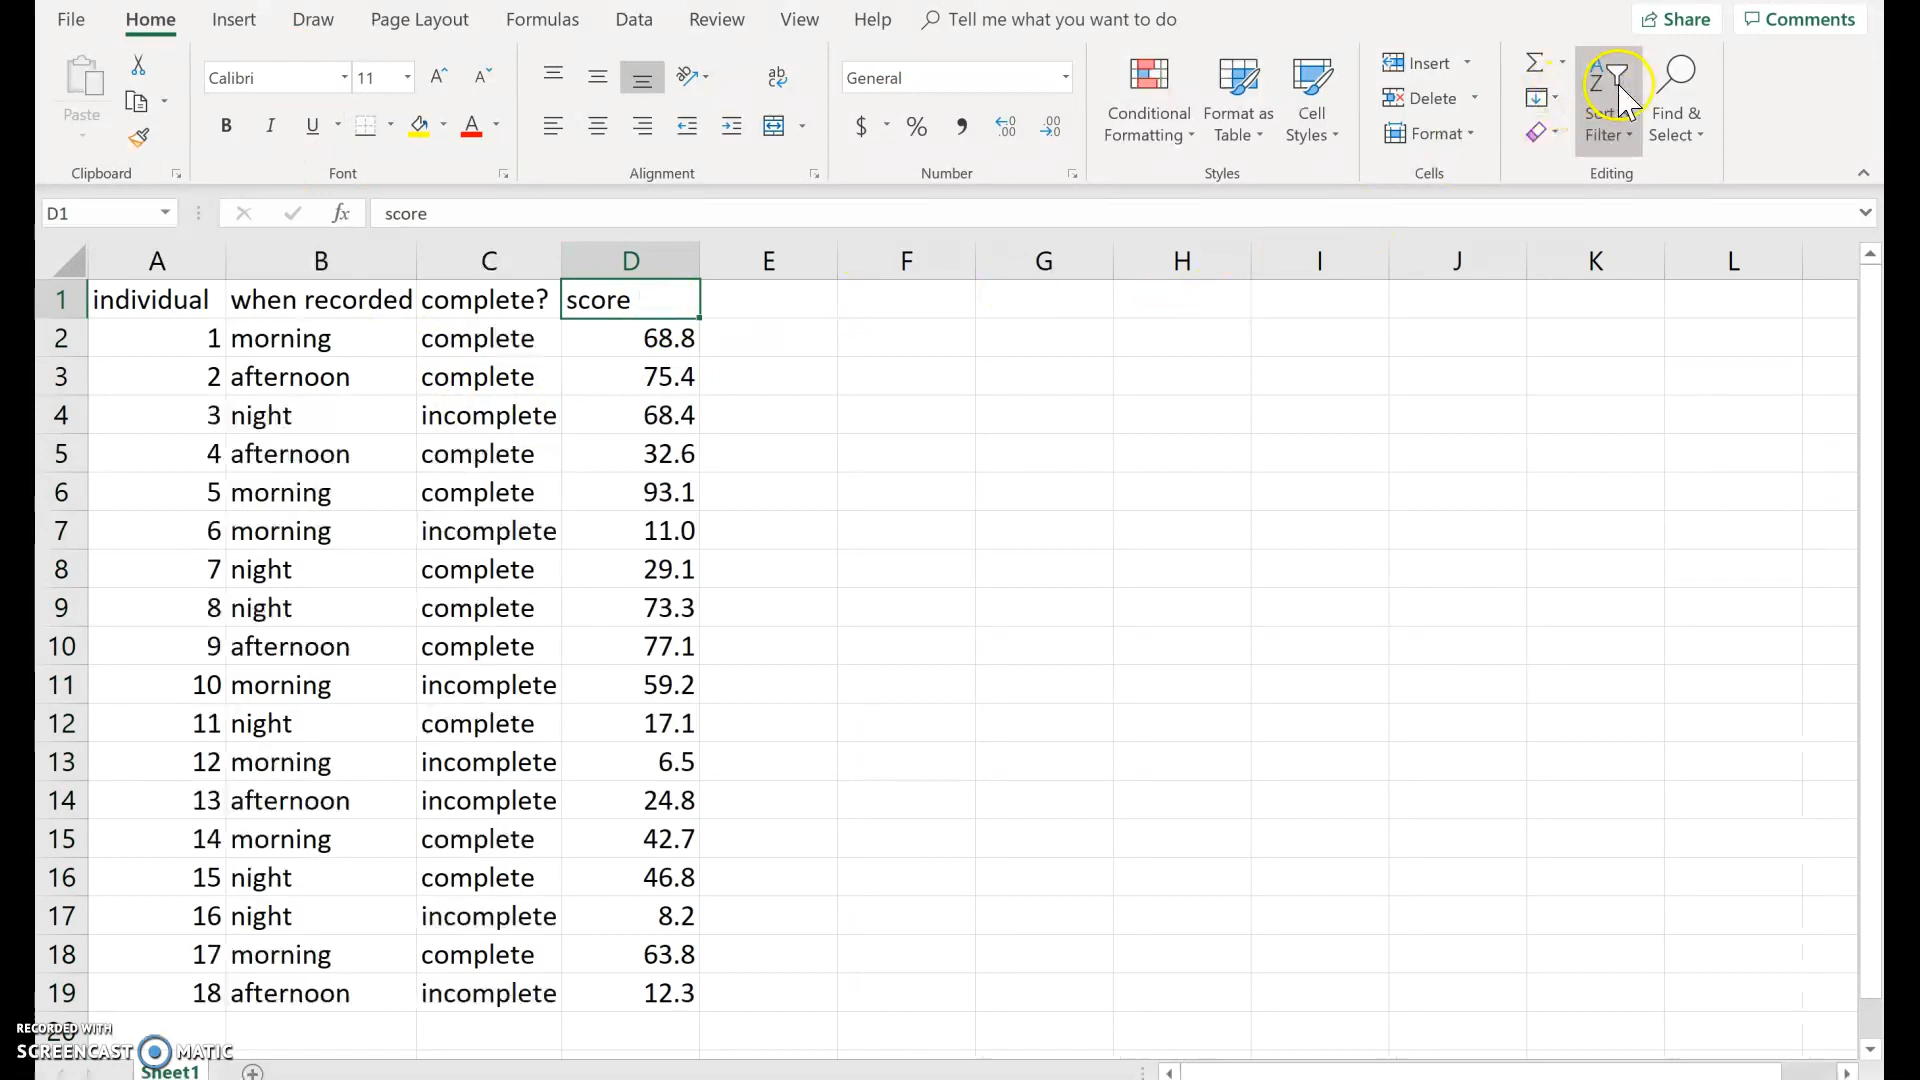 File Home Insert Draw Page Layout Formulas Data Review View Help Tell me what you want to do Share Comments
Paste Calibri 11 General Conditional Formatting Format as Table Cell Styles Insert Delete Format Sort & Filter Find & Select
B I U A $ % , ab A Z
Clipboard Font Alignment Number Styles Cells Editing
D1 fx score
A B C D E F G H I J K L
1 individual when recorded complete? score
2 1 morning complete 68.8
3 2 afternoon complete 75.4
4 3 night incomplete 68.4
5 4 afternoon complete 32.6
6 5 morning complete 93.1
7 6 morning incomplete 11.0
8 7 night complete 29.1
9 8 night complete 73.3
10 9 afternoon complete 77.1
11 10 morning incomplete 59.2
12 11 night complete 17.1
13 12 morning incomplete 6.5
14 13 afternoon incomplete 24.8
15 14 morning complete 42.7
16 15 night complete 46.8
17 16 night incomplete 8.2
18 17 morning complete 63.8
19 18 afternoon incomplete 12.3
20
RECORDED WITH
SCREENCAST MATIC
Sheet1